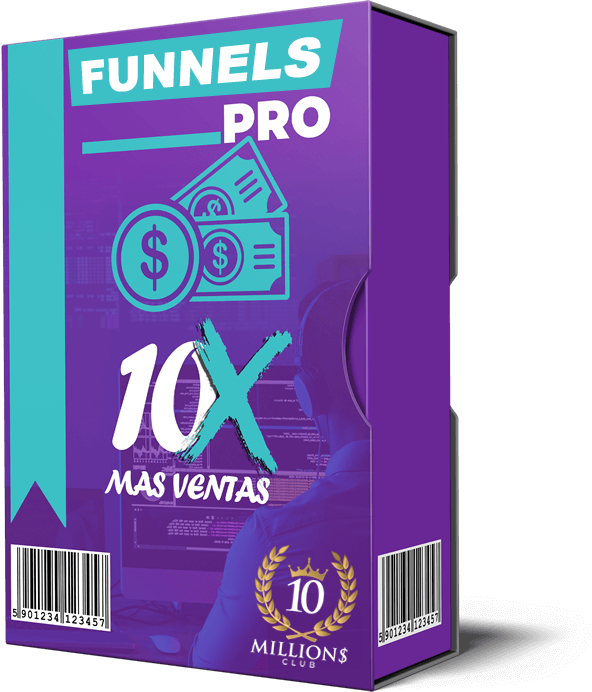 FUNNELS
PRO
$
$
$
10X
MAS VENTAS
5 901234 123457
5 901234 123457
10
MILLION$
CLUB